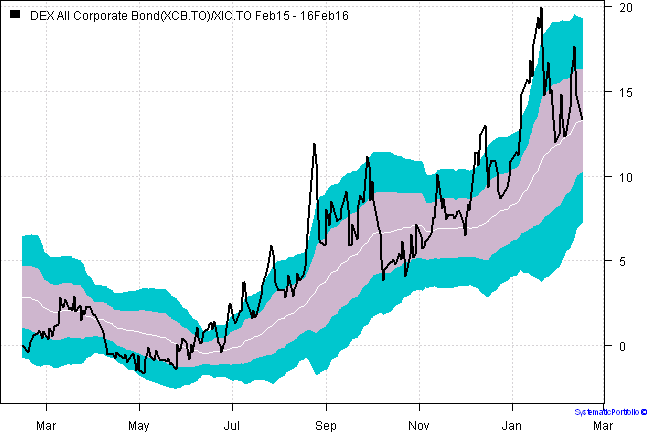 DEX All Corporate Bond(XCB.TO)/XIC.TO Feb15 - 16Feb16
20
15
10
5
0
Mar May Jul Sep Nov Jan Mar
SystematicPortfolio ©